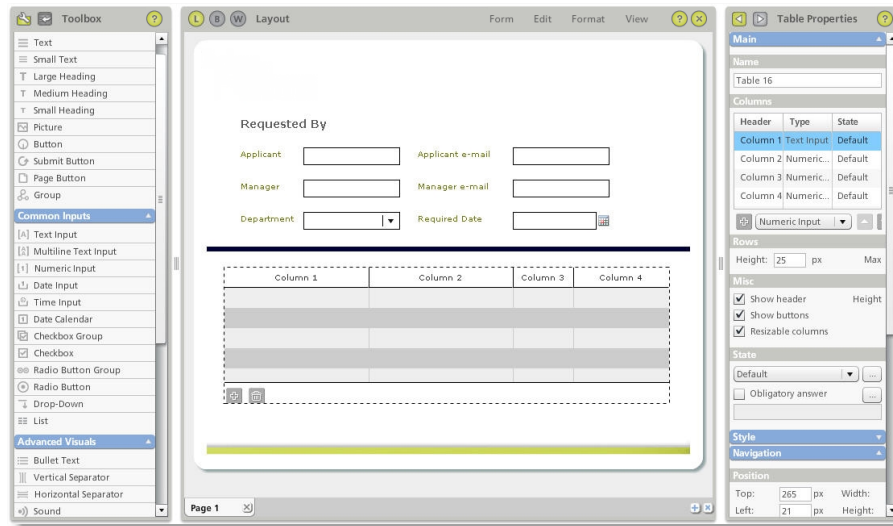 Toolbox ?
Text
Small Text
T Large Heading
T Medium Heading
T Small Heading
Picture
Button
Submit Button
Page Button
Group
Common Inputs
[A] Text Input
Multiline Text Input
[1] Numeric Input
Date Input
Time Input
Date Calendar
Checkbox Group
Checkbox
Radio Button Group
Radio Button
Drop-Down
List
Advanced Visuals
Bullet Text
Vertical Separator
Horizontal Separator
Sound
L B W Layout Form Edit Format View ? X
Requested By
Applicant Applicant e-mail
Manager Manager e-mail
Department Required Date
Column 1 Column 2 Column 3 Column 4
Page 1
Table Properties ?
Main
Name
Table 16
Columns
Header Type State
Column 1 Text Input Default
Column 2 Numeric... Default
Column 3 Numeric... Default
Column 4 Numeric... Default
Numeric Input
Rows
Height: 25 px Max
Misc
Show header Height
Show buttons
Resizable columns
State
Default ...
Obligatory answer ...
Style
Navigation
Position
Top: 265 px Width:
Left: 21 px Height: